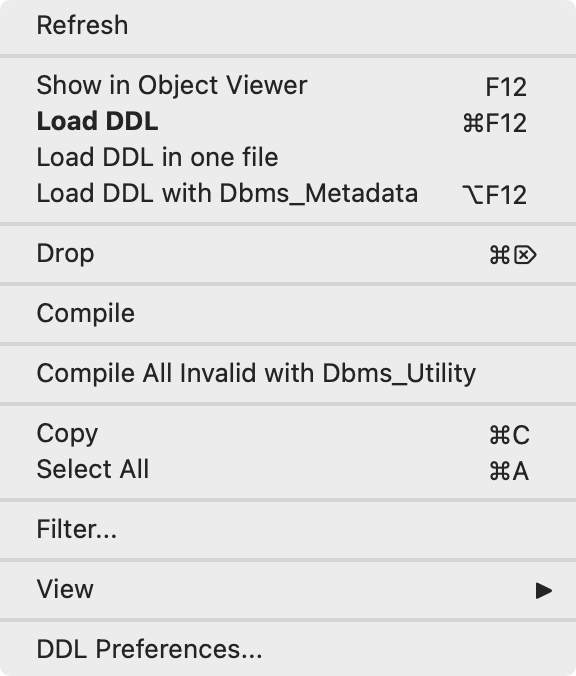 Refresh
Show in Object Viewer F12
Load DDL ⌘F12
Load DDL in one file
Load DDL with Dbms_Metadata ⌥F12
Drop ⌘⌦
Compile
Compile All Invalid with Dbms_Utility
Copy ⌘C
Select All ⌘A
Filter...
View ▶
DDL Preferences...